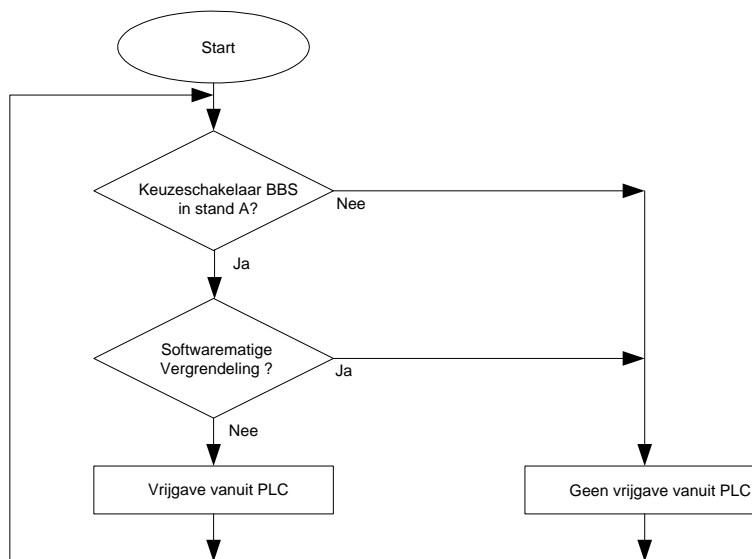 Start
Keuzeschakelaar BBS
in stand A?
Nee
Ja
Softwarematige
Vergrendeling ?
Ja
Nee
Vrijgave vanuit PLC
Geen vrijgave vanuit PLC